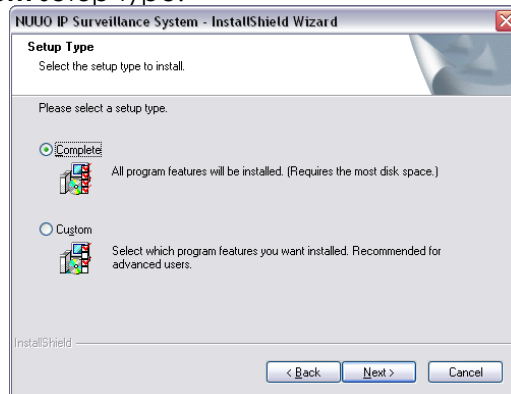 setup type.
NUUO IP Surveillance System - InstallShield Wizard
Setup Type
Select the setup type to install.
Please select a setup type.
Complete
All program features will be installed. (Requires the most disk space.)
Custom
Select which program features you want installed. Recommended for
advanced users.
InstallShield
< Back
Next >
Cancel